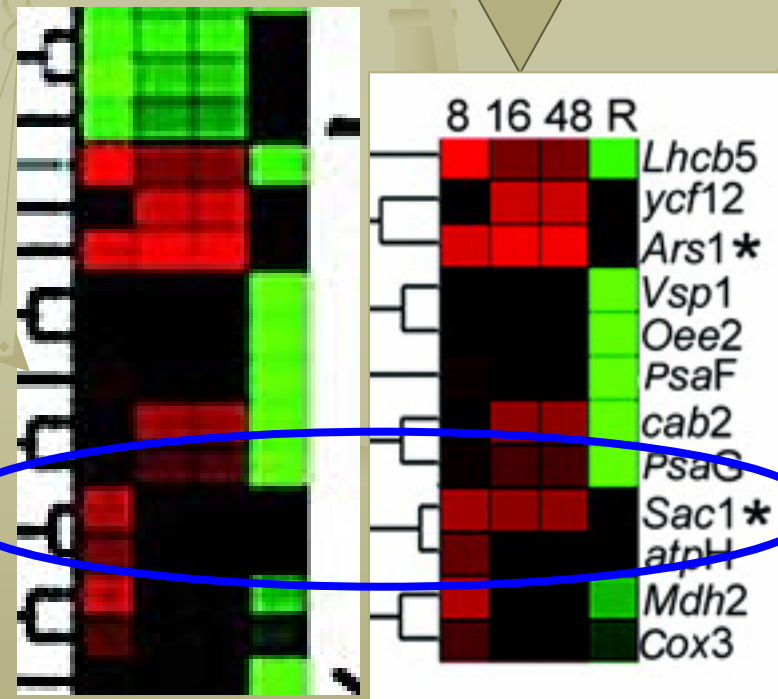 8 16 48 R
Lhcb5
ycf12
Ars1*
Vsp1
Oee2
PsaF
cab2
PsaG
Sac1*
atpH
Mdh2
Cox3